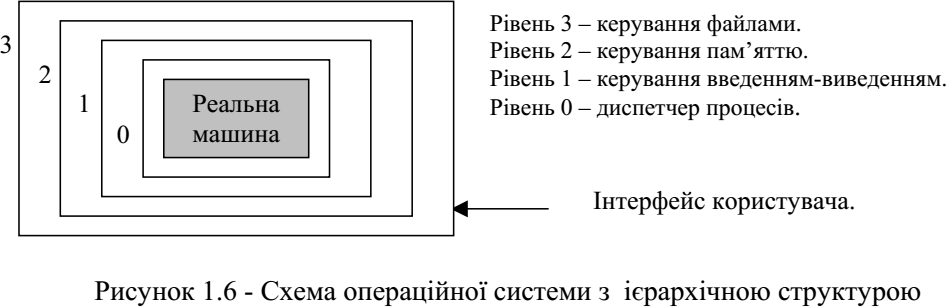 3
2
1
0
Реальна
машина
Рівень 3 – керування файлами.
Рівень 2 – керування пам’яттю.
Рівень 1 – керування введенням-виведенням.
Рівень 0 – диспетчер процесів.
Інтерфейс користувача.
Рисунок 1.6 - Схема операційної системи з ієрархічною структурою